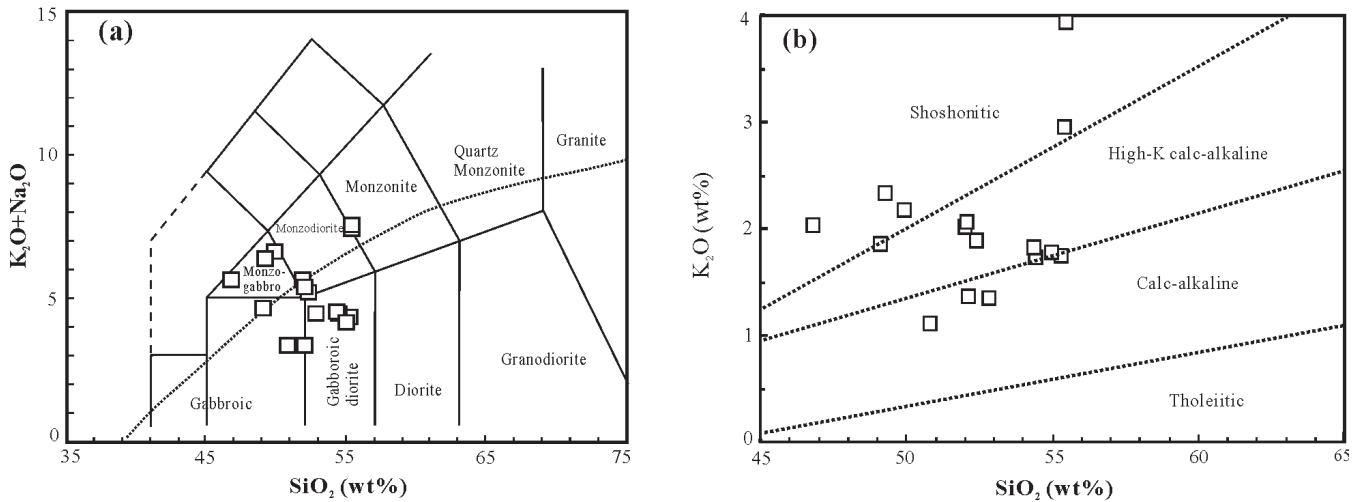 (a)
15
10
5
0
K₂O+Na₂O
35
45
55
65
75
SiO₂ (wt%)
Granite
Quartz
Monzonite
Monzonite
Monzodiorite
Monzo-
gabbro
Gabbroic
Gabboroic
diorite
Diorite
Granodiorite
(b)
4
3
2
1
0
K₂O (wt%)
45
50
55
60
65
SiO₂ (wt%)
Shoshonitic
High-K calc-alkaline
Calc-alkaline
Tholeiitic